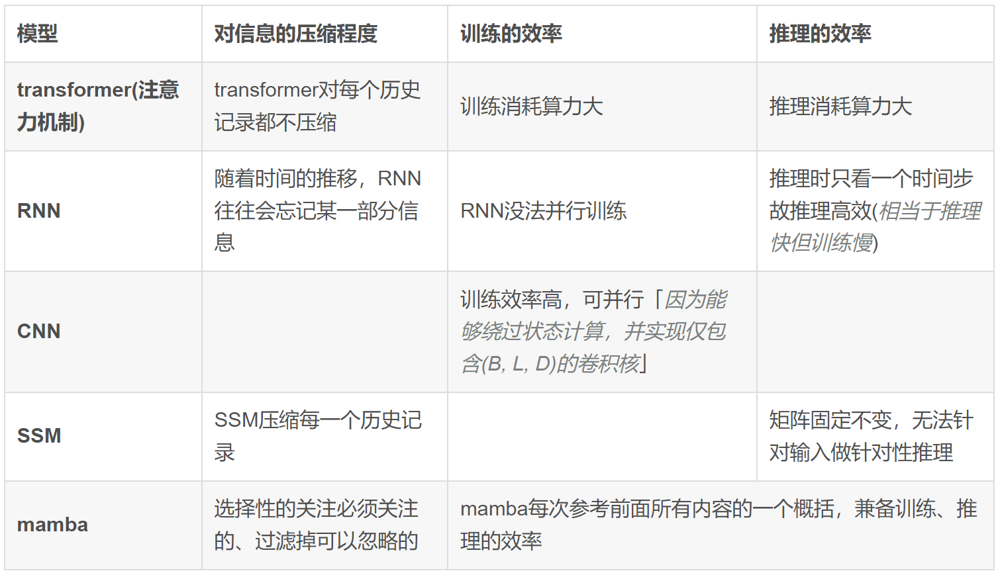 模型
对信息的压缩程度
训练的效率
推理的效率
transformer(注意
力机制)
transformer对每个历史
记录都不压缩
训练消耗算力大
推理消耗算力大
RNN
随着时间的推移，RNN
往往会忘记某一部分信
息
RNN没法并行训练
推理时只看一个时间步
故推理高效(相当于推理
快但训练慢)
CNN
训练效率高，可并行「因为能
够绕过状态计算，并实现仅包
含(B, L, D)的卷积核」
SSM
SSM压缩每一个历史记
录
矩阵固定不变，无法针
对输入做针对性推理
mamba
选择性的关注必须关注
的、过滤掉可以忽略的
mamba每次参考前面所有内容的一个概括，兼备训练、推
理的效率